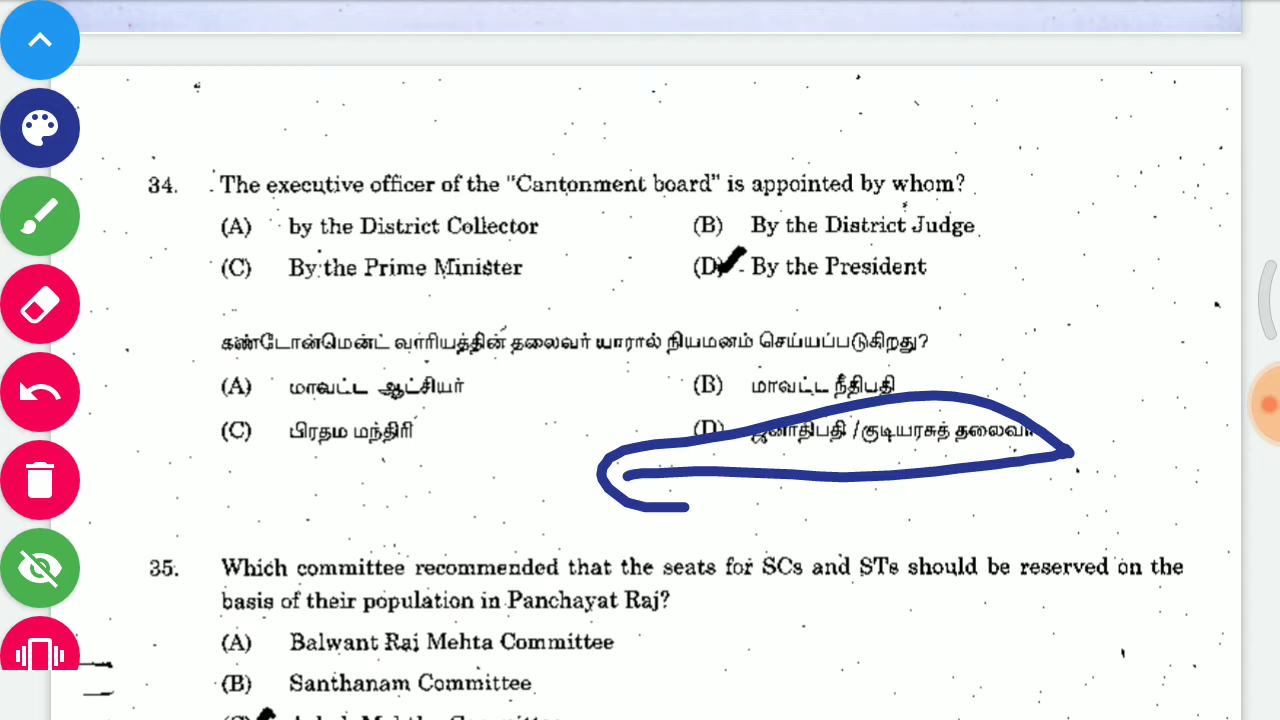 34. The executive officer of the "Cantonment board" is appointed by whom?
(A) by the District Collector (B) By the District Judge
(C) By the Prime Minister (D) By the President
கண்டோன்மென்ட் வாரியத்தின் தலைவர் யாரால் நியமனம் செய்யப்படுகிறது?
(A) மாவட்ட ஆட்சியர் (B) மாவட்ட நீதிபதி
(C) பிரதம மந்திரி (D) ஜனாதிபதி /குடியரசுத் தலைவர்
35. Which committee recommended that the seats for SCs and STs should be reserved on the
basis of their population in Panchayat Raj?
(A) Balwant Rai Mehta Committee
(B) Santhanam Committee